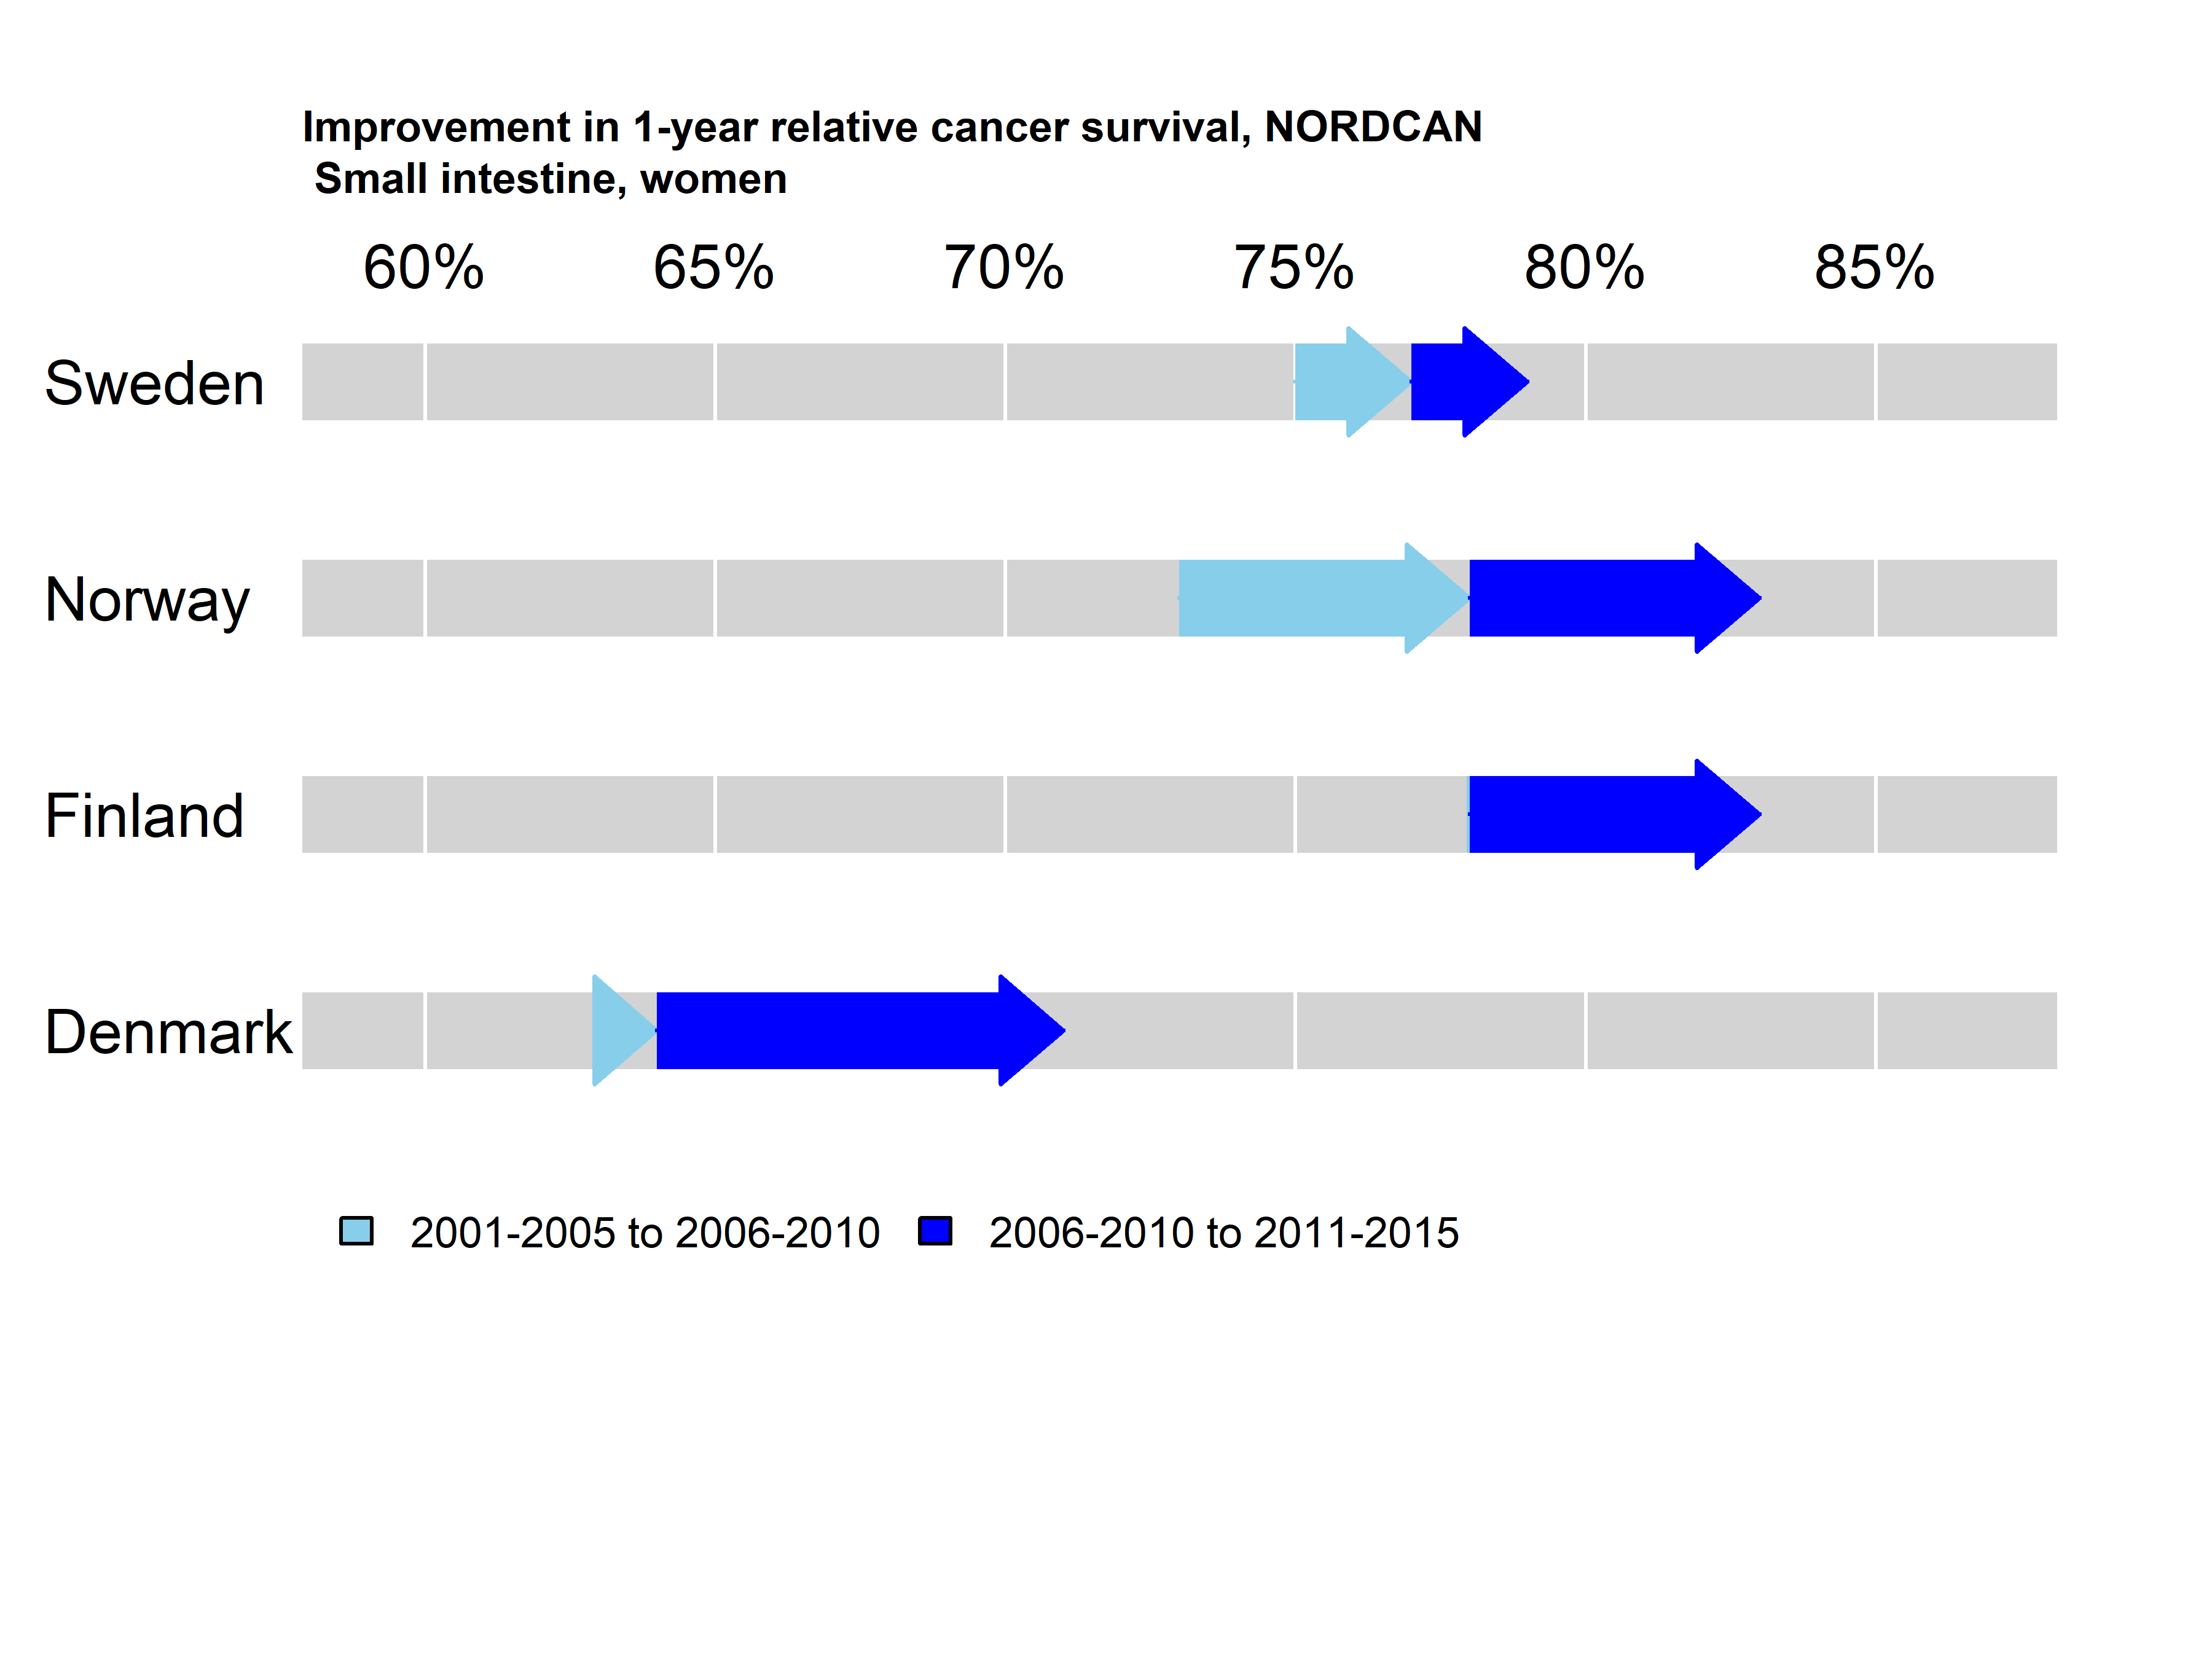 Improvement in 1-year relative cancer survival, NORDCAN
Small intestine, women
60% 65% 70% 75% 80% 85%
Sweden
Norway
Finland
Denmark
2001-2005 to 2006-2010 2006-2010 to 2011-2015